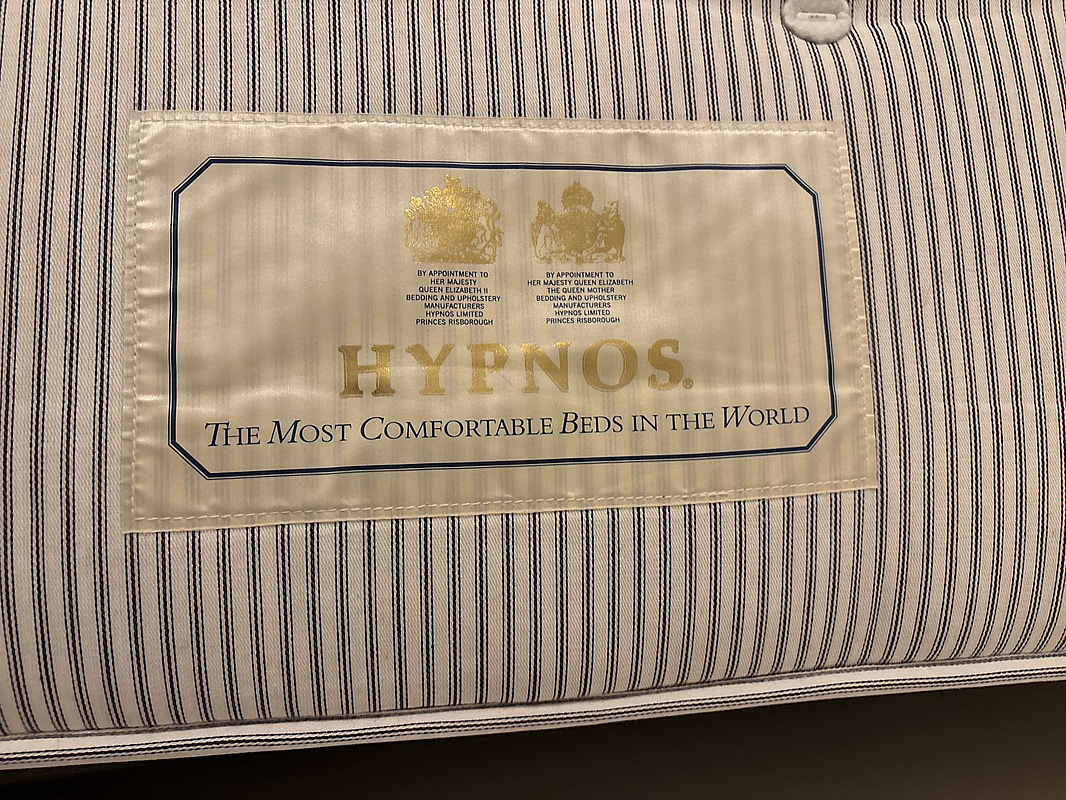 BY APPOINTMENT TO
HER MAJESTY
QUEEN ELIZABETH II
BEDDING AND UPHOLSTERY
MANUFACTURERS
HYPNOS LIMITED
PRINCES RISBOROUGH
BY APPOINTMENT TO
HER MAJESTY QUEEN ELIZABETH
THE QUEEN MOTHER
BEDDING AND UPHOLSTERY
MANUFACTURERS
HYPNOS LIMITED
PRINCES RISBOROUGH
HYPNOS®
THE MOST COMFORTABLE BEDS IN THE WORLD